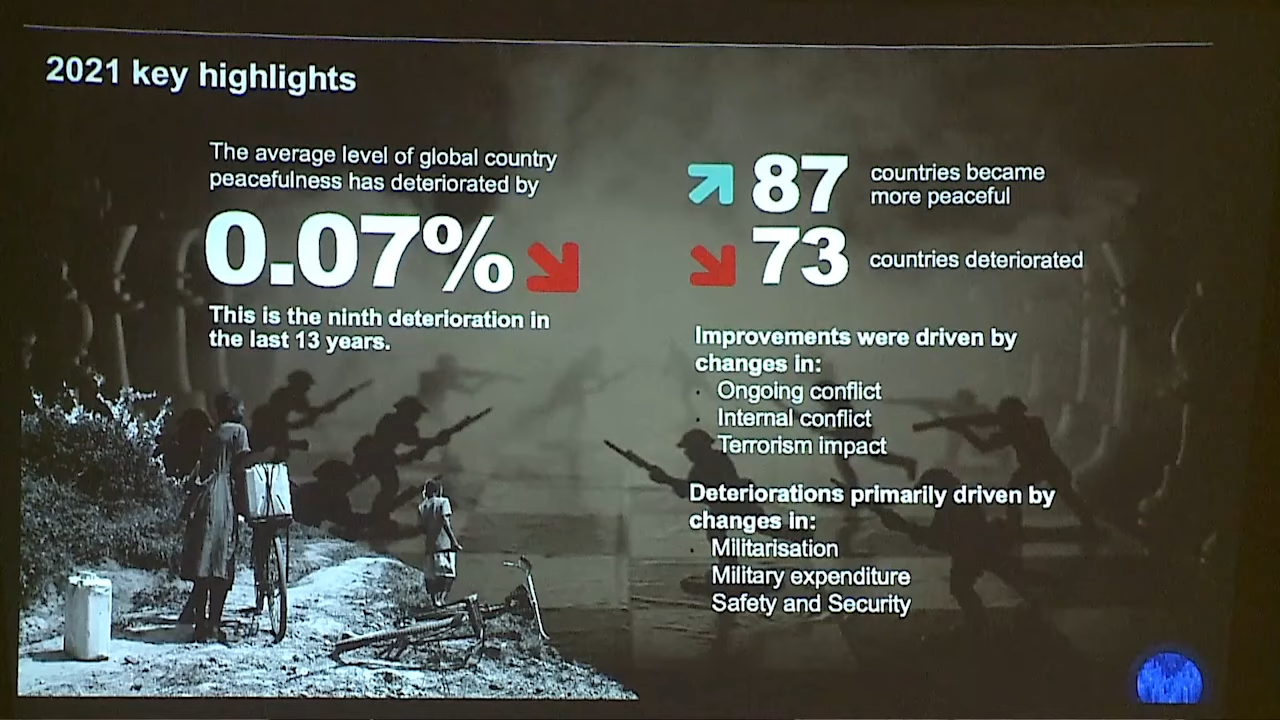 2021 key highlights
The average level of global country
peacefulness has deteriorated by
0.07%
This is the ninth deterioration in
the last 13 years.
87 countries became
more peaceful
73 countries deteriorated
Improvements were driven by
changes in:
· Ongoing conflict
· Internal conflict
· Terrorism impact
Deteriorations primarily driven by
changes in:
· Militarisation
Military expenditure
Safety and Security